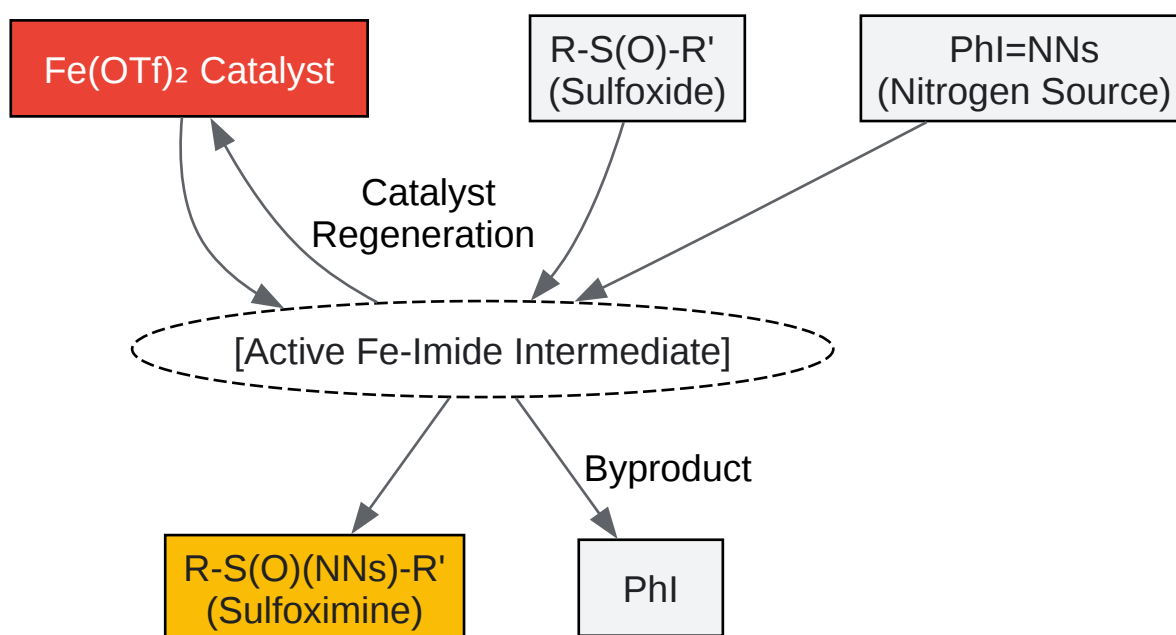 Fe(OTf)₂ Catalyst
R-S(O)-R'
(Sulfoxide)
PhI=NNs
(Nitrogen Source)
Catalyst
Regeneration
[Active Fe-Imide Intermediate]
Byproduct
R-S(O)(NNs)-R'
(Sulfoximine)
PhI